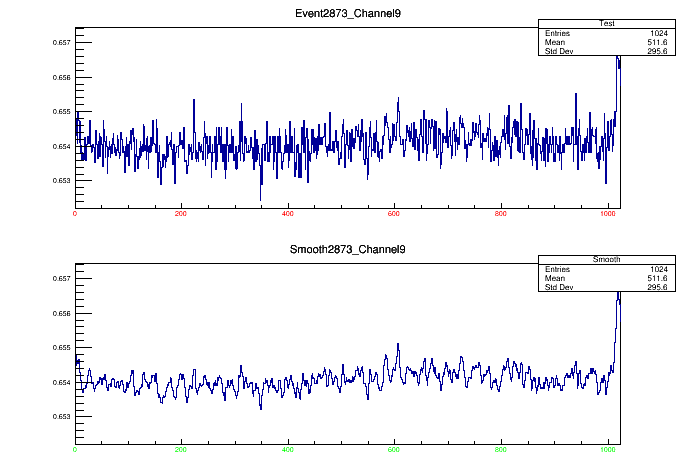 Event2873_Channel9
Test
Entries 1024
Mean 511.6
Std Dev 295.6
0.657
0.656
0.655
0.654
0.653
0 200 400 600 800 1000
Smooth2873_Channel9
Smooth
Entries 1024
Mean 511.6
Std Dev 295.6
0.657
0.656
0.655
0.654
0.653
0 200 400 600 800 1000